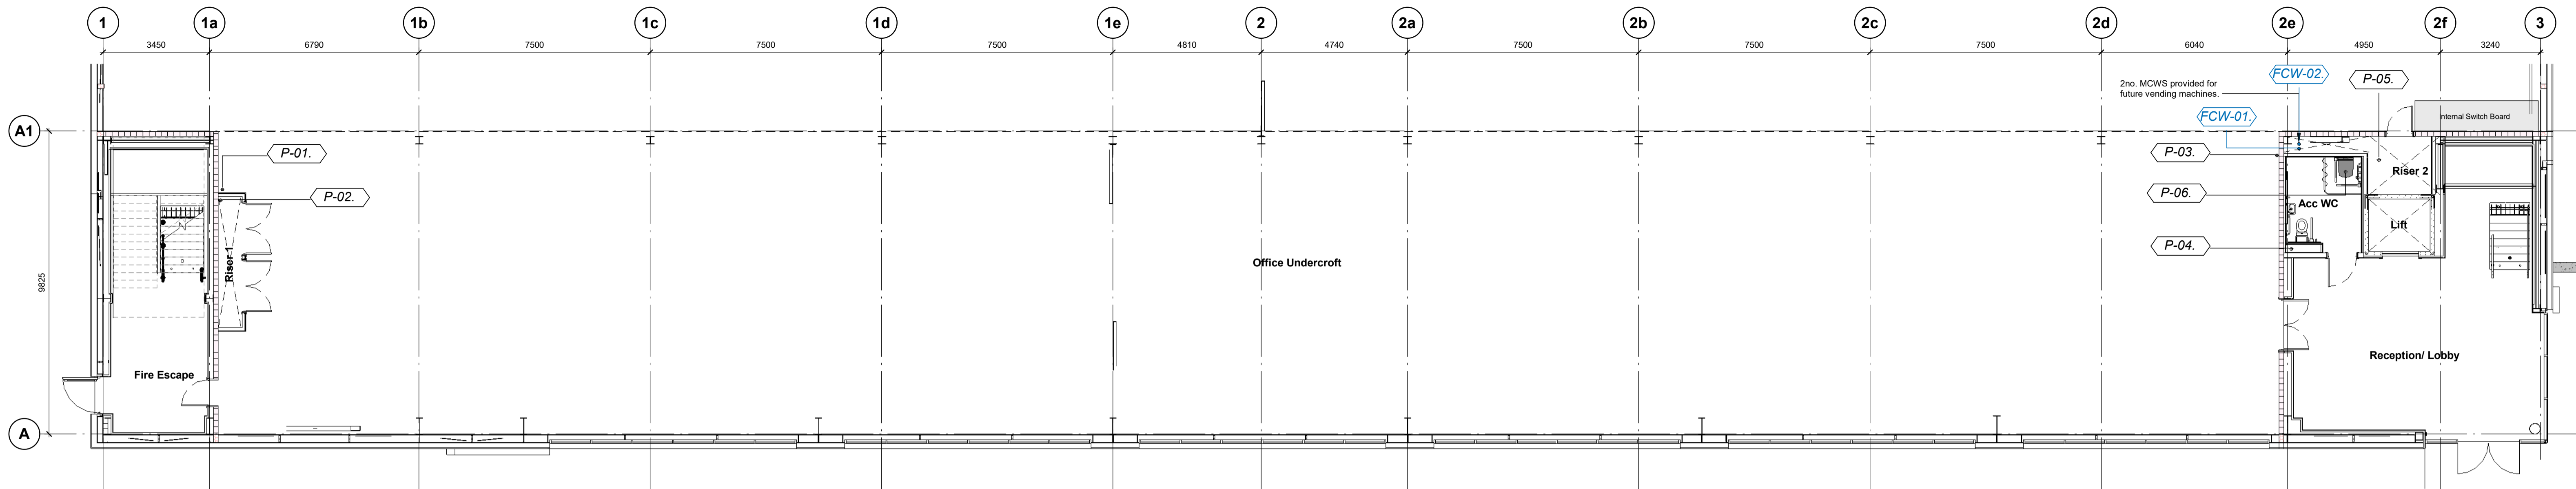 1 1a 1b 1c 1d 1e 2 2a 2b 2c 2d 2e 2f 3
3450 6790 7500 7500 7500 4810 4740 7500 7500 7500 6040 4950 3240
FCW-02.
P-05.
2no. MCWS provided for
future vending machines.
FCW-01.
Internal Switch Board
A1
P-01.
P-03.
Riser 2
P-02.
P-06.
Acc WC
Lift
P-04.
Riser 1
Office Undercroft
9825
Reception/ Lobby
Fire Escape
A